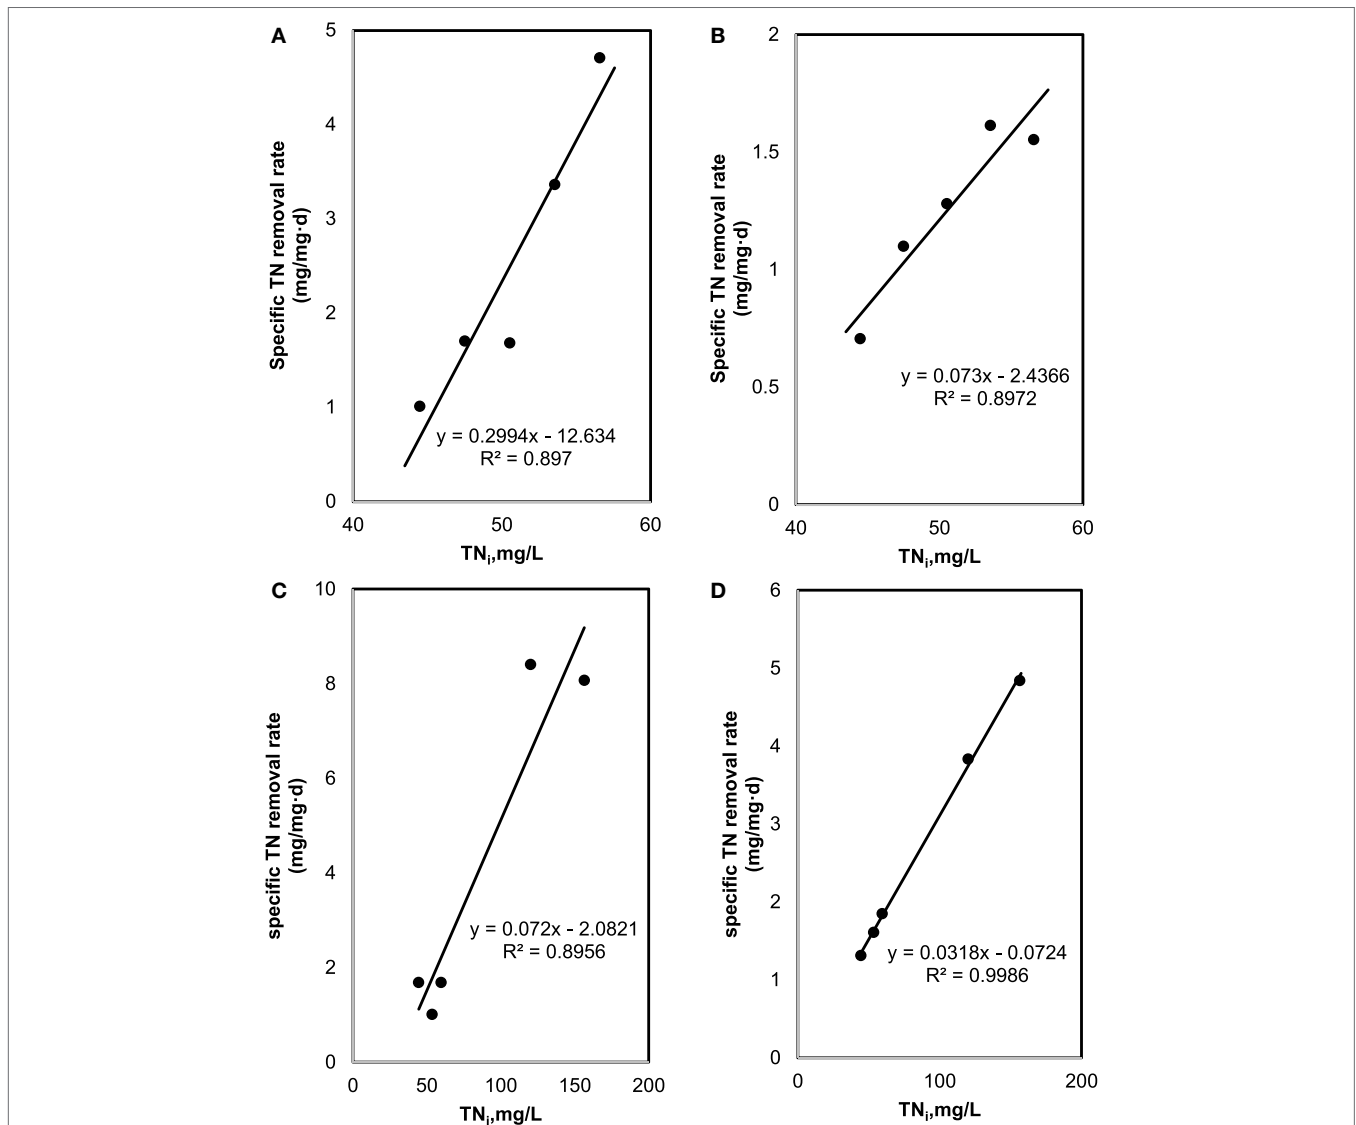 A
5
4
3
2
1
0
40
50
60
Specific TN removal rate
(mg/mg·d)
y = 0.2994x - 12.634
R² = 0.897
TNi,mg/L
B
2
1.5
1
0.5
0
40
50
60
Specific TN removal rate
(mg/mg·d)
y = 0.073x - 2.4366
R² = 0.8972
TNi,mg/L
C
10
8
6
4
2
0
0
50
100
150
200
specific TN removal rate
(mg/mg·d)
y = 0.072x - 2.0821
R² = 0.8956
TNi,mg/L
D
6
5
4
3
2
1
0
0
100
200
specific TN removal rate
(mg/mg·d)
y = 0.0318x - 0.0724
R² = 0.9986
TNi,mg/L